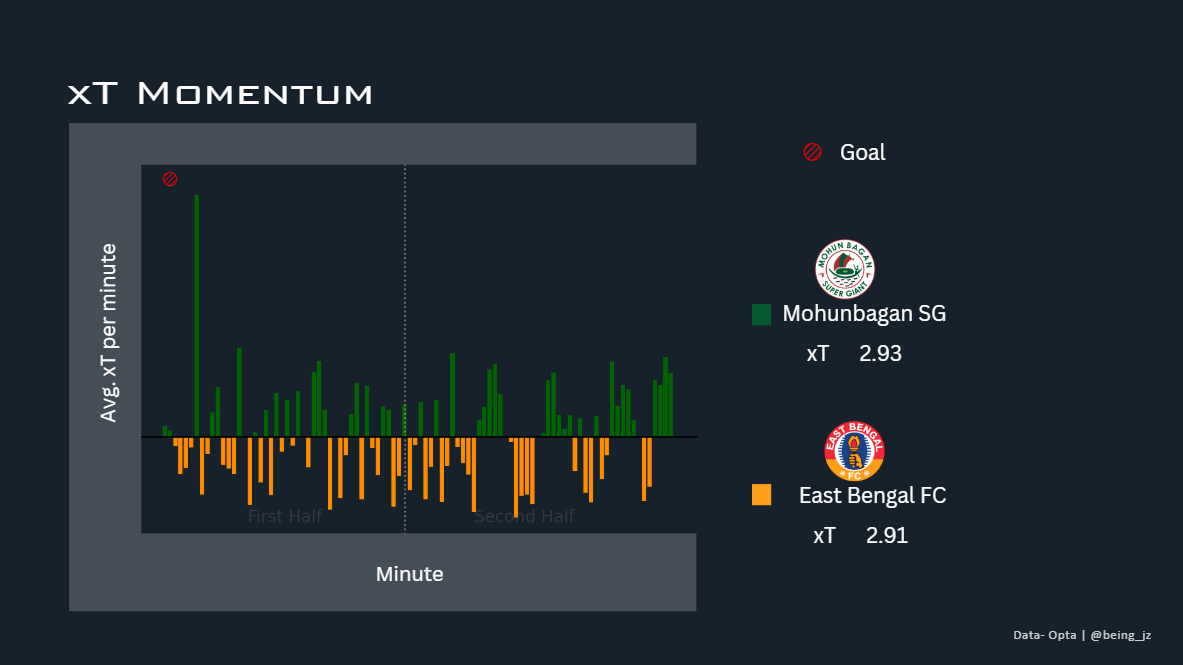 xT Momentum
Goal
Avg. xT per minute
MOHUN BAGAN
SUPER GIANT
Mohunbagan SG
xT 2.93
EAST BENGAL
FC
East Bengal FC
xT 2.91
First Half
Second Half
Minute
Data- Opta | @being_jz